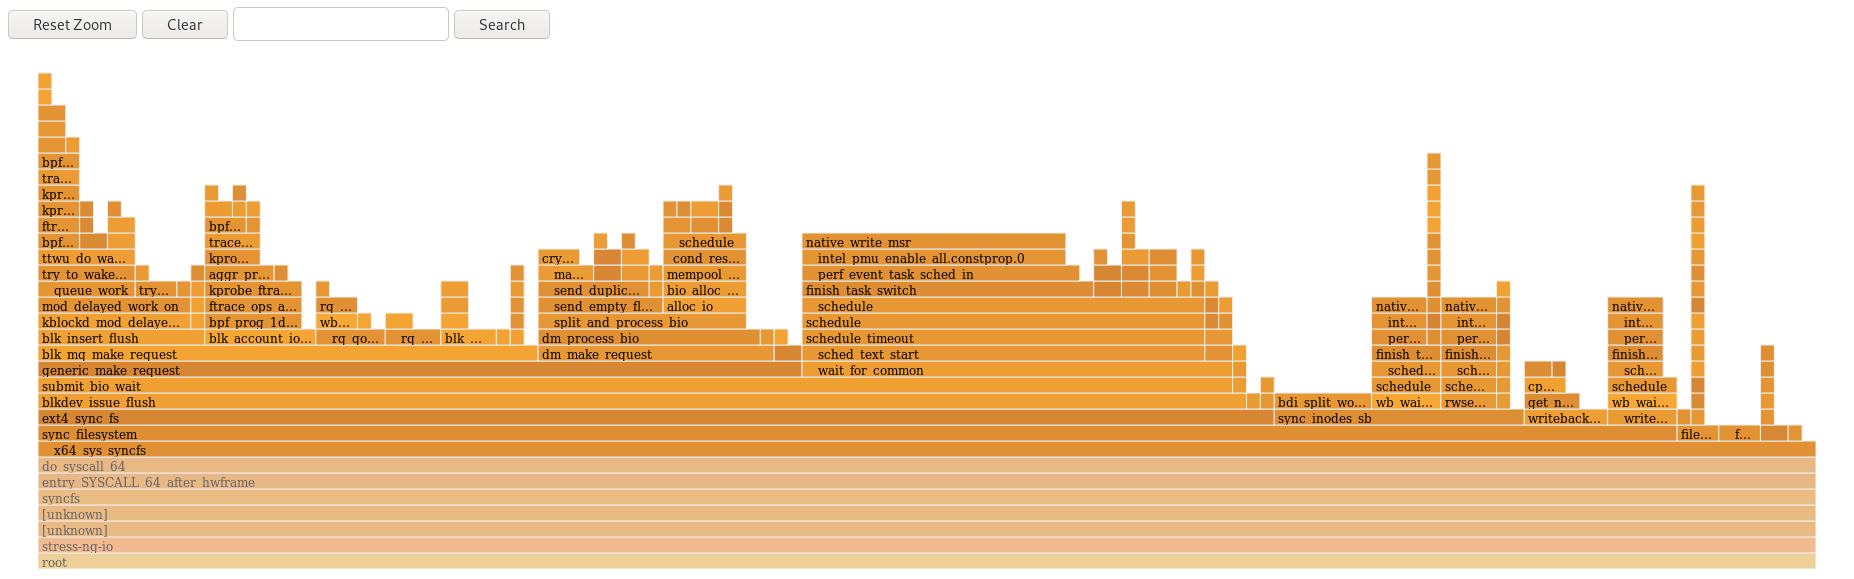 Reset Zoom Clear Search
bpf...
tra...
kpr...
kpr...
ftr... bpf...
bpf... trace... schedule native write msr
ttwu do wa... kpro... cry... cond res... intel pmu enable all.constprop.0
try to wake... aggr pr... ma... mempool ... perf event task sched in
queue work try... kprobe ftra... send duplic... bio alloc ... finish task switch
mod delayed work on ftrace ops a... rq ... send empty fl... alloc io schedule nativ... nativ... nativ...
kblockd mod delaye... bpf prog 1d... wb... split and process bio schedule int... int... int...
blk insert flush blk account io... rq qo... rq ... blk ... dm process bio schedule timeout per... per... per...
blk mq make request dm make request sched text start finish t... finish... finish...
generic make request wait for common sched... sch... sch...
submit bio wait schedule sche... cp... schedule
blkdev issue flush bdi split wo... wb wai... rwse... get n... wb wai...
ext4 sync fs sync inodes sb writeback... write...
sync filesystem file... f...
x64 sys syncfs
do syscall 64
entry SYSCALL 64 after hwframe
syncfs
[unknown]
[unknown]
stress-ng-io
root